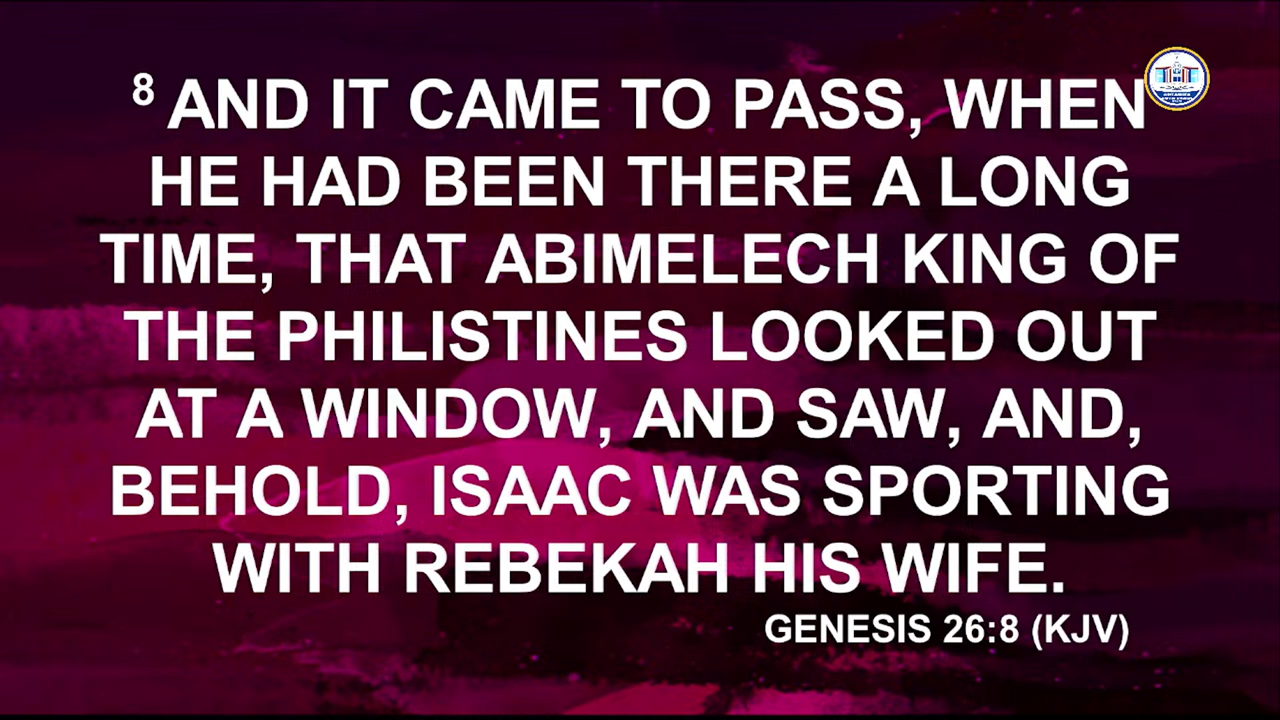 8 AND IT CAME TO PASS, WHEN
HE HAD BEEN THERE A LONG
TIME, THAT ABIMELECH KING OF
THE PHILISTINES LOOKED OUT
AT A WINDOW, AND SAW, AND,
BEHOLD, ISAAC WAS SPORTING
WITH REBEKAH HIS WIFE.
GENESIS 26:8 (KJV)